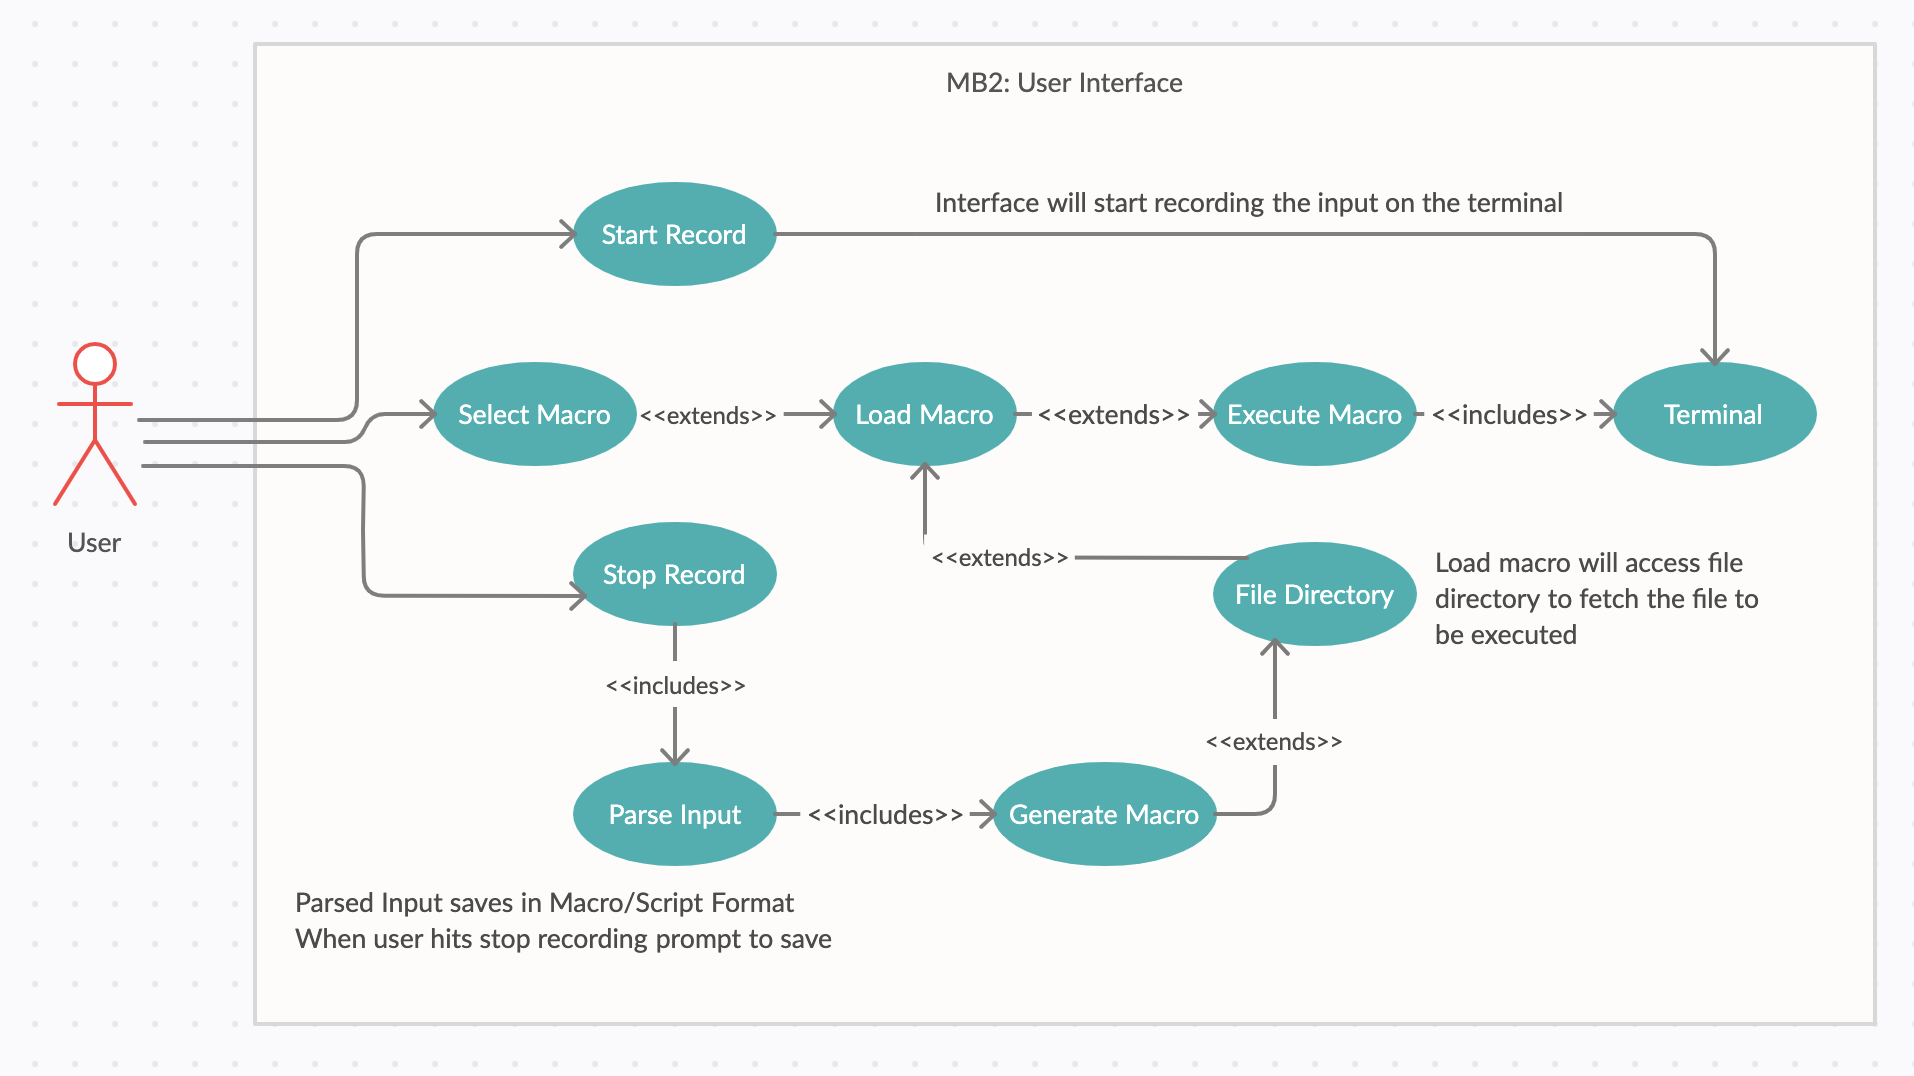 MB2: User Interface
Start Record
Interface will start recording the input on the terminal
Select Macro
<<extends>>
Load Macro
<<extends>>
Execute Macro
<<includes>>
Terminal
User
Stop Record
<<extends>>
File Directory
Load macro will access file
directory to fetch the file to
be executed
<<includes>>
<<extends>>
Parse Input
<<includes>>
Generate Macro
Parsed Input saves in Macro/Script Format
When user hits stop recording prompt to save